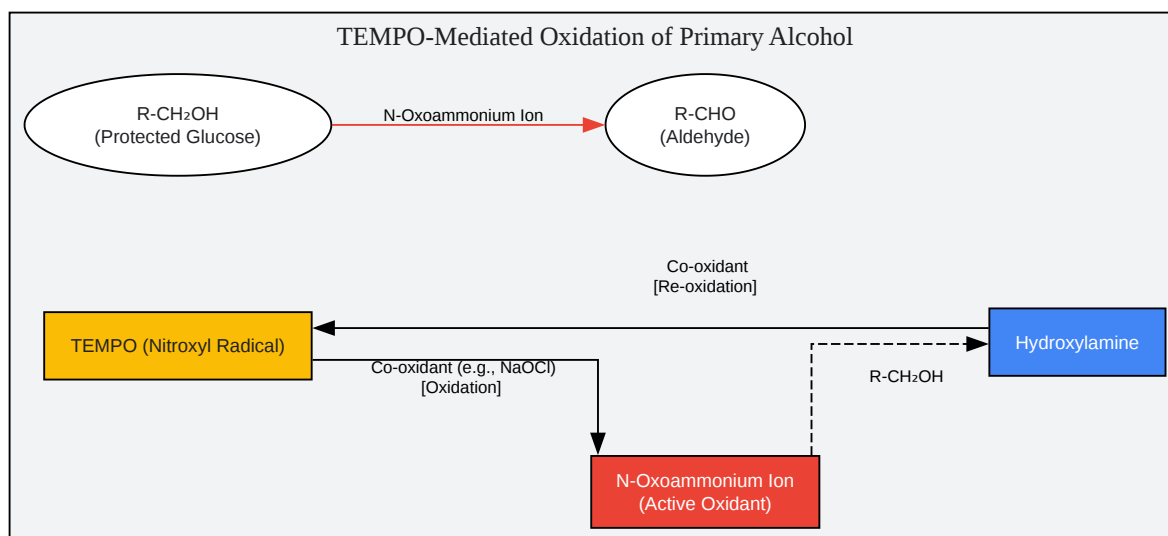 TEMPO-Mediated Oxidation of Primary Alcohol
R-CH₂OH
(Protected Glucose)
N-Oxoammonium Ion
R-CHO
(Aldehyde)
Co-oxidant
[Re-oxidation]
TEMPO (Nitroxyl Radical)
Hydroxylamine
Co-oxidant (e.g., NaOCl)
[Oxidation]
R-CH₂OH
N-Oxoammonium Ion
(Active Oxidant)